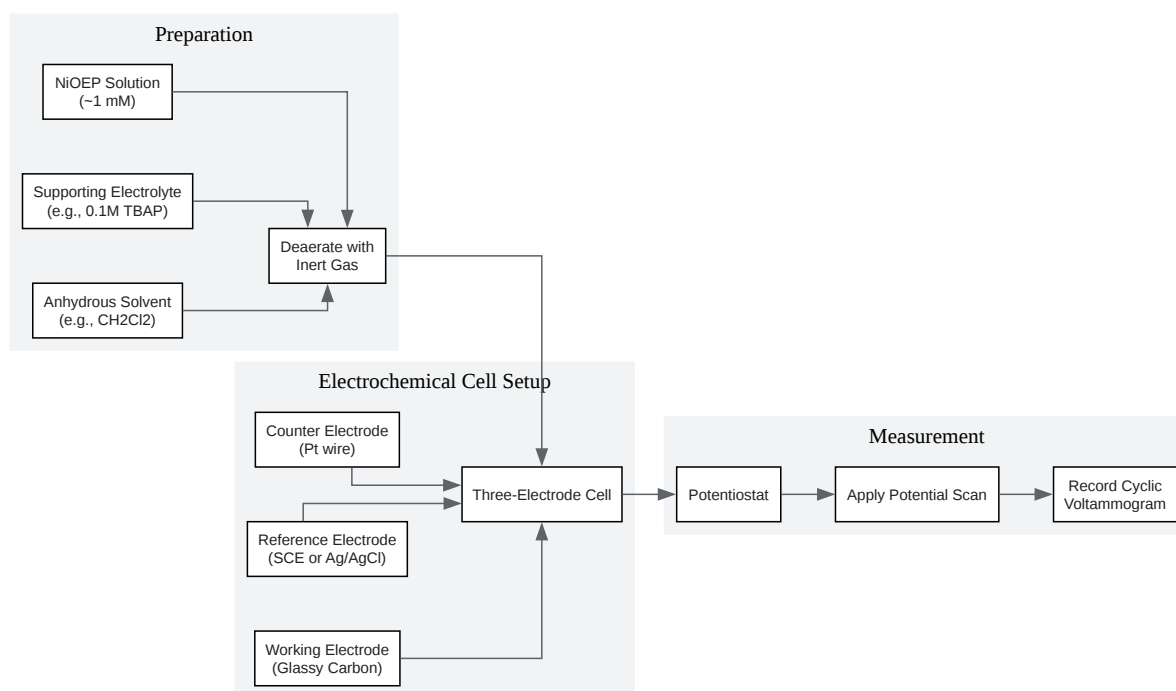 Preparation
NiOEP Solution
(~1 mM)
Supporting Electrolyte
(e.g., 0.1M TBAP)
Deaerate with
Inert Gas
Anhydrous Solvent
(e.g., CH2Cl2)
Electrochemical Cell Setup
Counter Electrode
(Pt wire)
Three-Electrode Cell
Reference Electrode
(SCE or Ag/AgCl)
Working Electrode
(Glassy Carbon)
Measurement
Potentiostat
Apply Potential Scan
Record Cyclic
Voltammogram